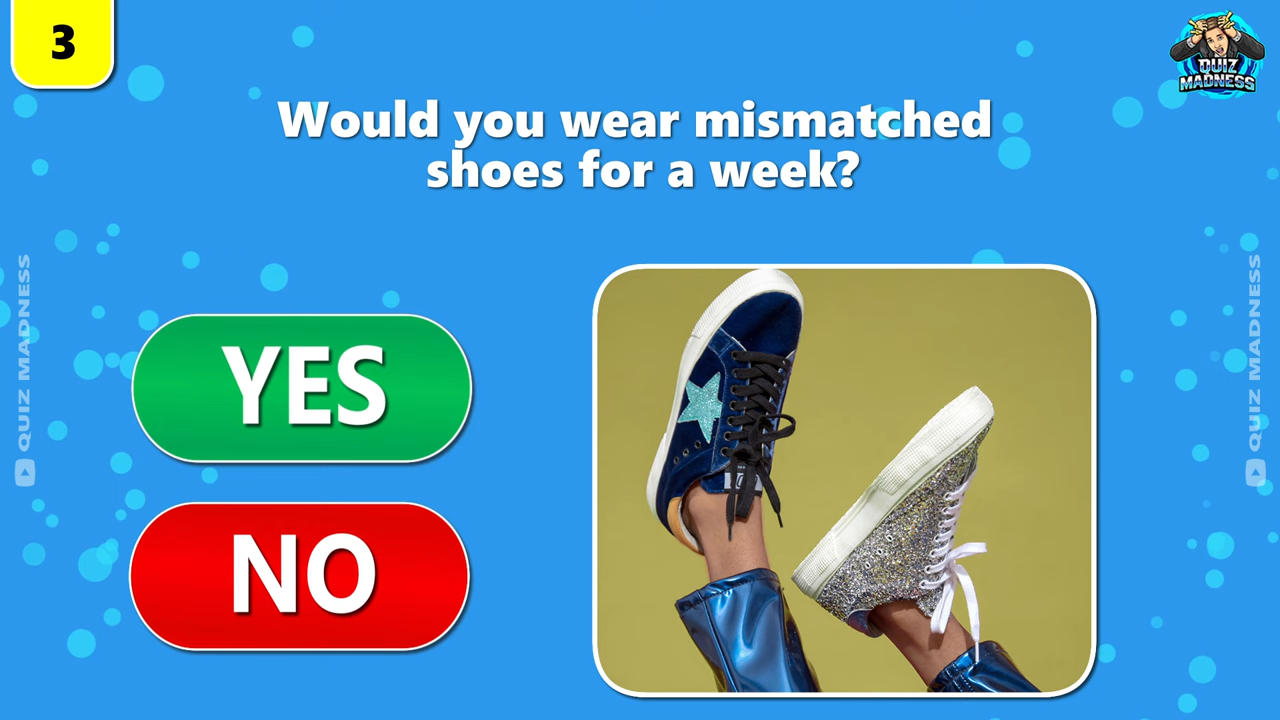 3
QUIZ
MADNESS
Would you wear mismatched
shoes for a week?
YES
NO
QUIZ MADNESS
QUIZ MADNESS